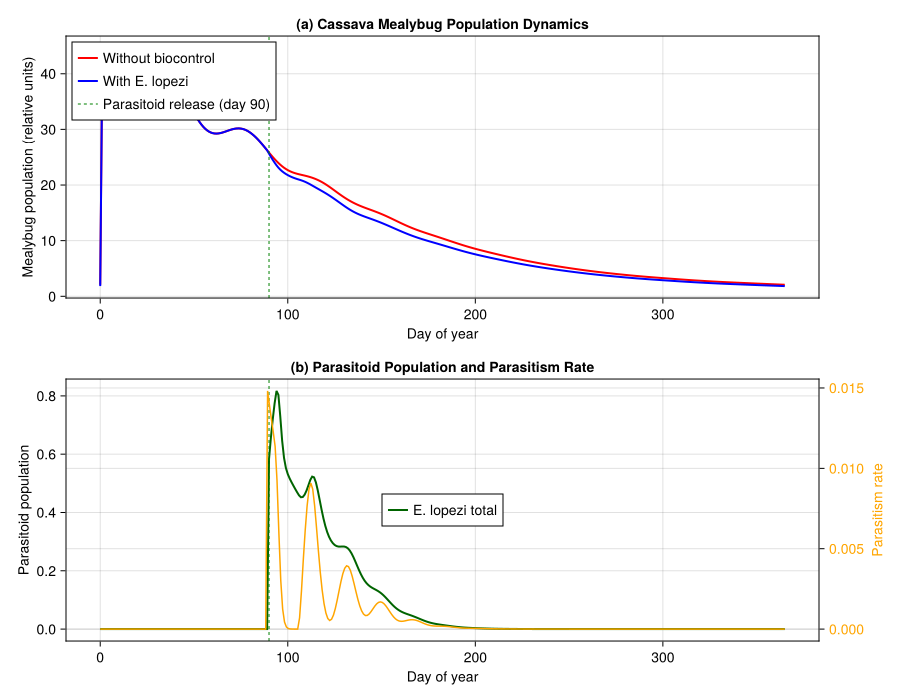 (a) Cassava Mealybug Population Dynamics
Mealybug population (relative units)
40
30
20
10
0
Without biocontrol
With E. lopezi
Parasitoid release (day 90)
0
100
200
300
Day of year
(b) Parasitoid Population and Parasitism Rate
Parasitoid population
0.8
0.6
0.4
0.2
0.0
E. lopezi total
0.015
0.010
0.005
0.000
Parasitism rate
0
100
200
300
Day of year